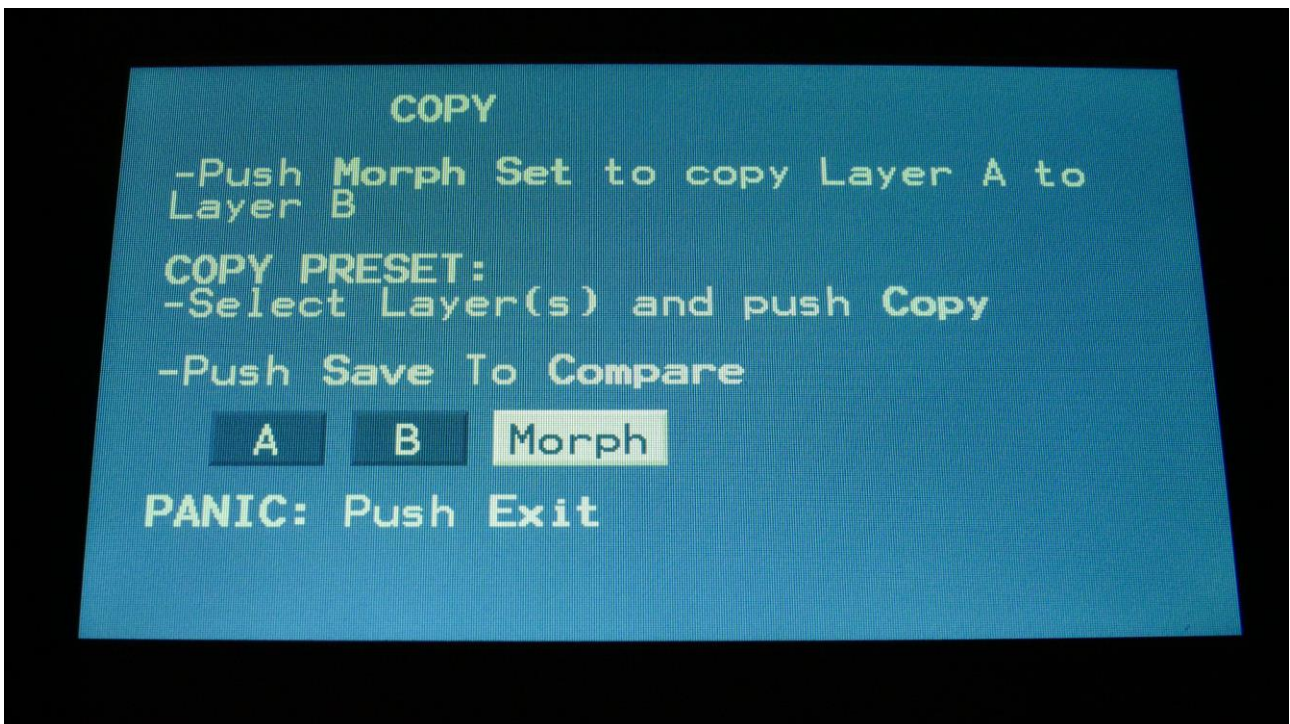 COPY
-Push Morph Set to copy Layer A to
Layer B
COPY PRESET:
-Select Layer(s) and push Copy
-Push Save To Compare
A B Morph
PANIC: Push Exit